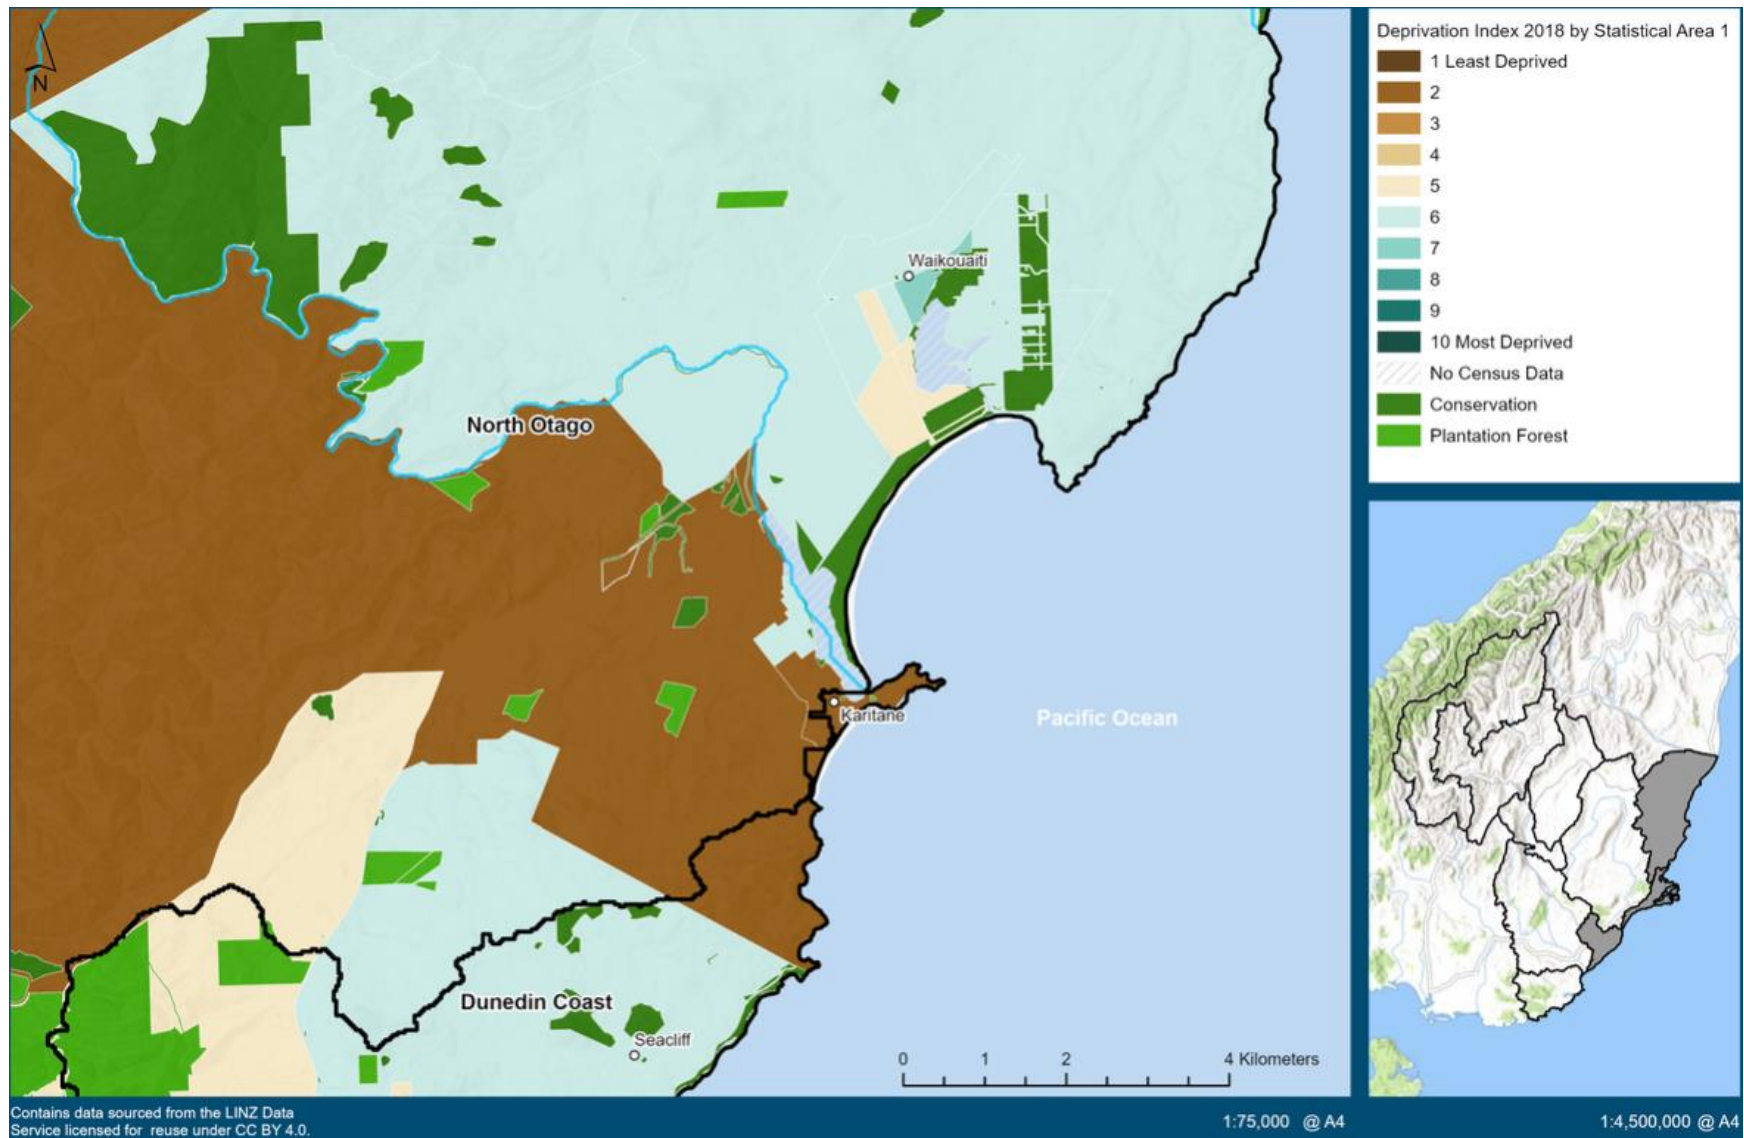 N
Waikouaiti
North Otago
Karitane
Pacific Ocean
Dunedin Coast
Seacliff
0 1 2 4 Kilometers
Deprivation Index 2018 by Statistical Area 1
1 Least Deprived
2
3
4
5
6
7
8
9
10 Most Deprived
No Census Data
Conservation
Plantation Forest
Contains data sourced from the LINZ Data
Service licensed for reuse under CC BY 4.0.
1:75,000 @ A4
1:4,500,000 @ A4